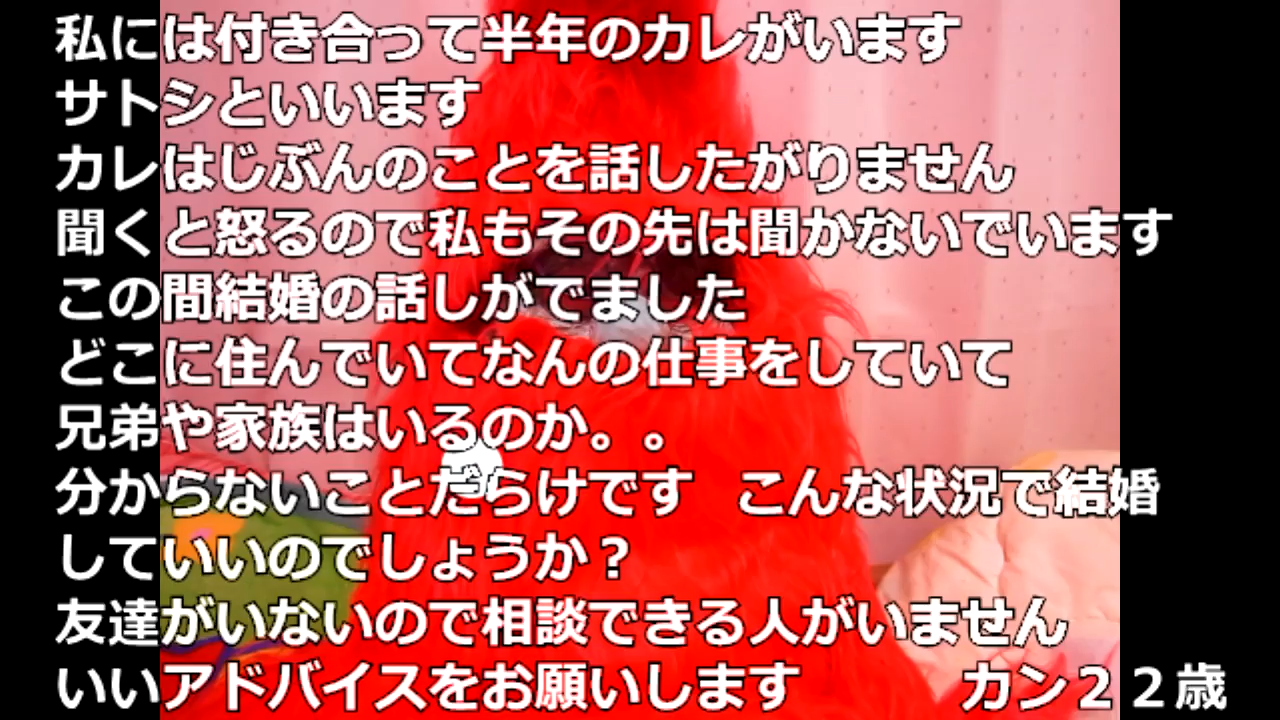 私には付き合って半年のカレがいます
サトシといいます
カレはじぶんのことを話したがりません
聞くと怒るので私もその先は聞かないでいます
この間結婚の話しがでました
どこに住んでいてなんの仕事をしていて
兄弟や家族はいるのか。。
分からないことだらけです　こんな状況で結婚
していいのでしょうか？
友達がいないので相談できる人がいません
いいアドバイスをお願いします　　　カン２２歳